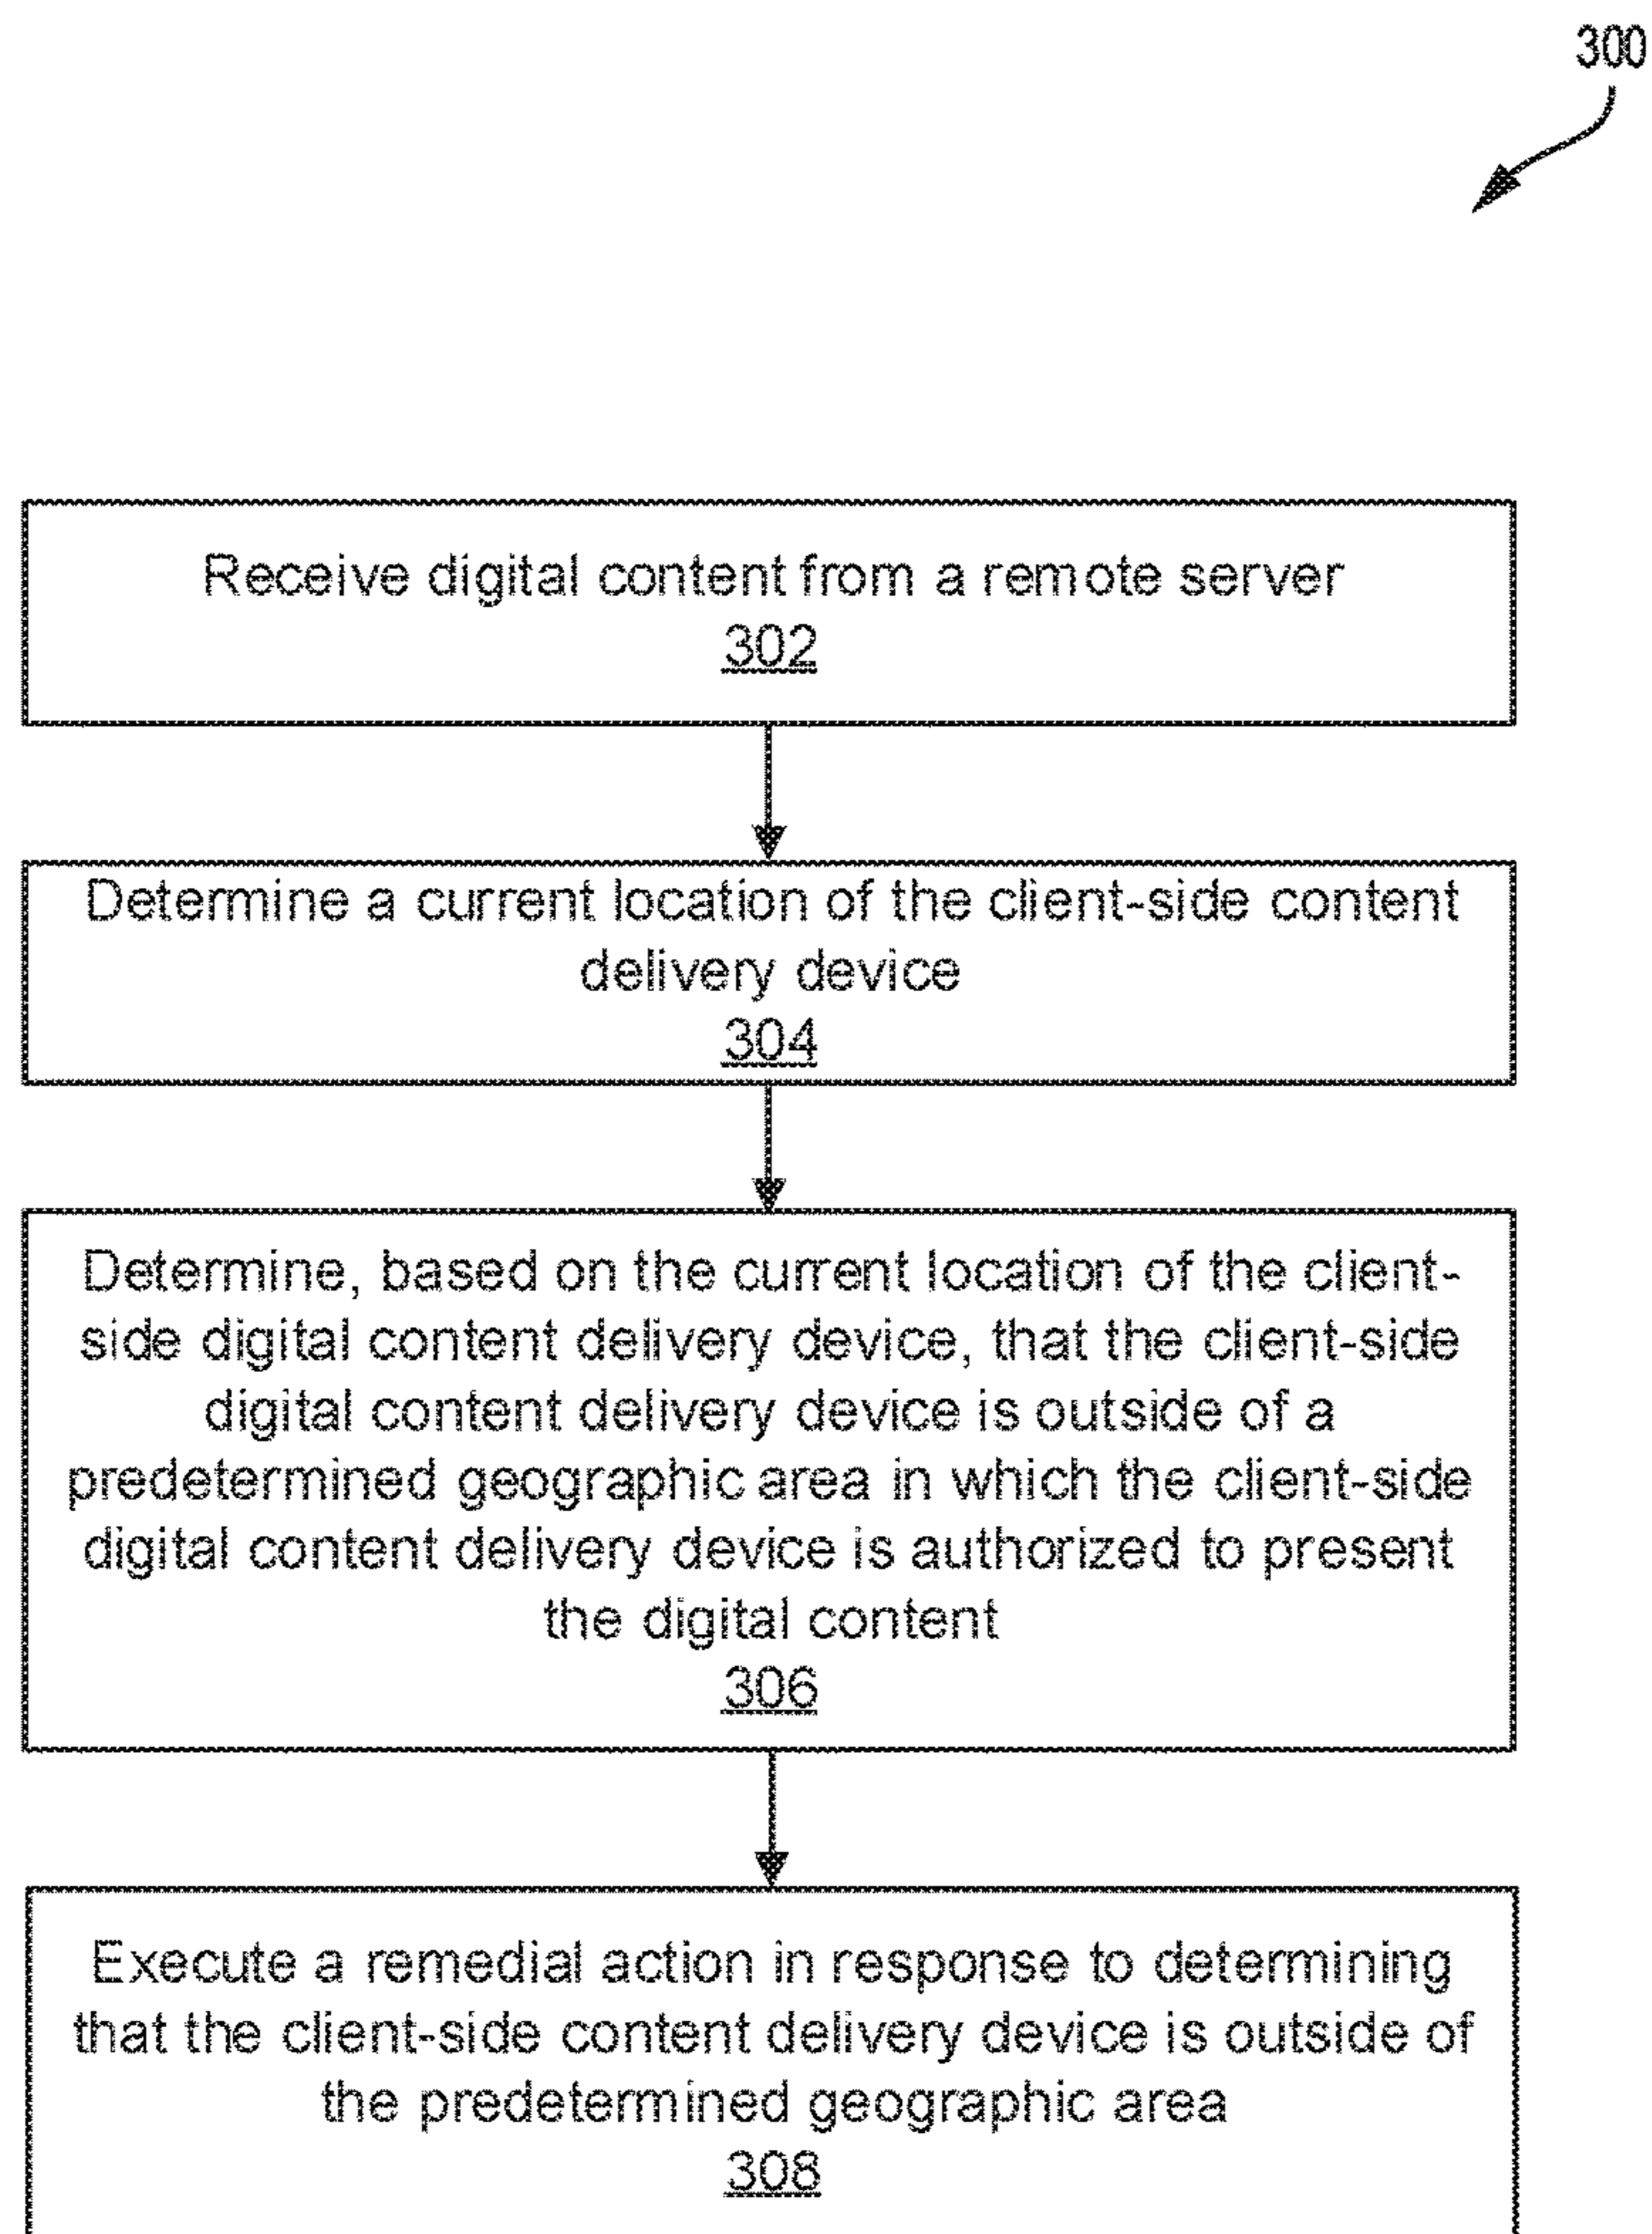 300
Receive digital content from a remote server
302
Determine a current location of the client-side content
delivery device
304
Determine, based on the current location of the client-
side digital content delivery device, that the client-side
digital content delivery device is outside of a
predetermined geographic area in which the client-side
digital content delivery device is authorized to present
the digital content
306
Execute a remedial action in response to determining
that the client-side content delivery device is outside of
the predetermined geographic area
308